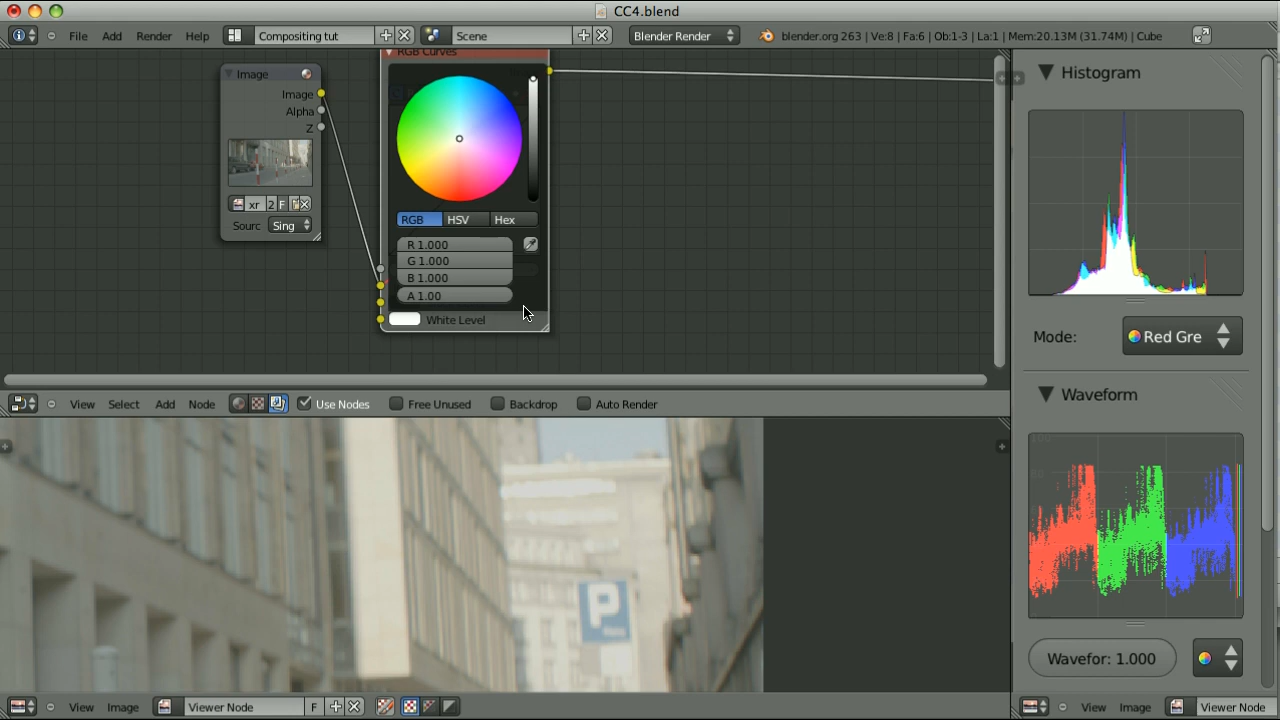 CC4.blend
File Add Render Help Compositing tut Scene Blender Render blender.org 263 | Ve:8 | Fa:6 | Ob:1-3 | La:1 | Mem:20.13M (31.74M) | Cube
RGB Curves
Image
Image
Alpha
Z
xr 2 F
Sourc Sing
RGB HSV Hex
R 1.000
G 1.000
B 1.000
A 1.00
White Level
Histogram
Mode: Red Gre
Waveform
Wavefor: 1.000
View Select Add Node Use Nodes Free Unused Backdrop Auto Render
P
View Image Viewer Node F
View Image Viewer Node